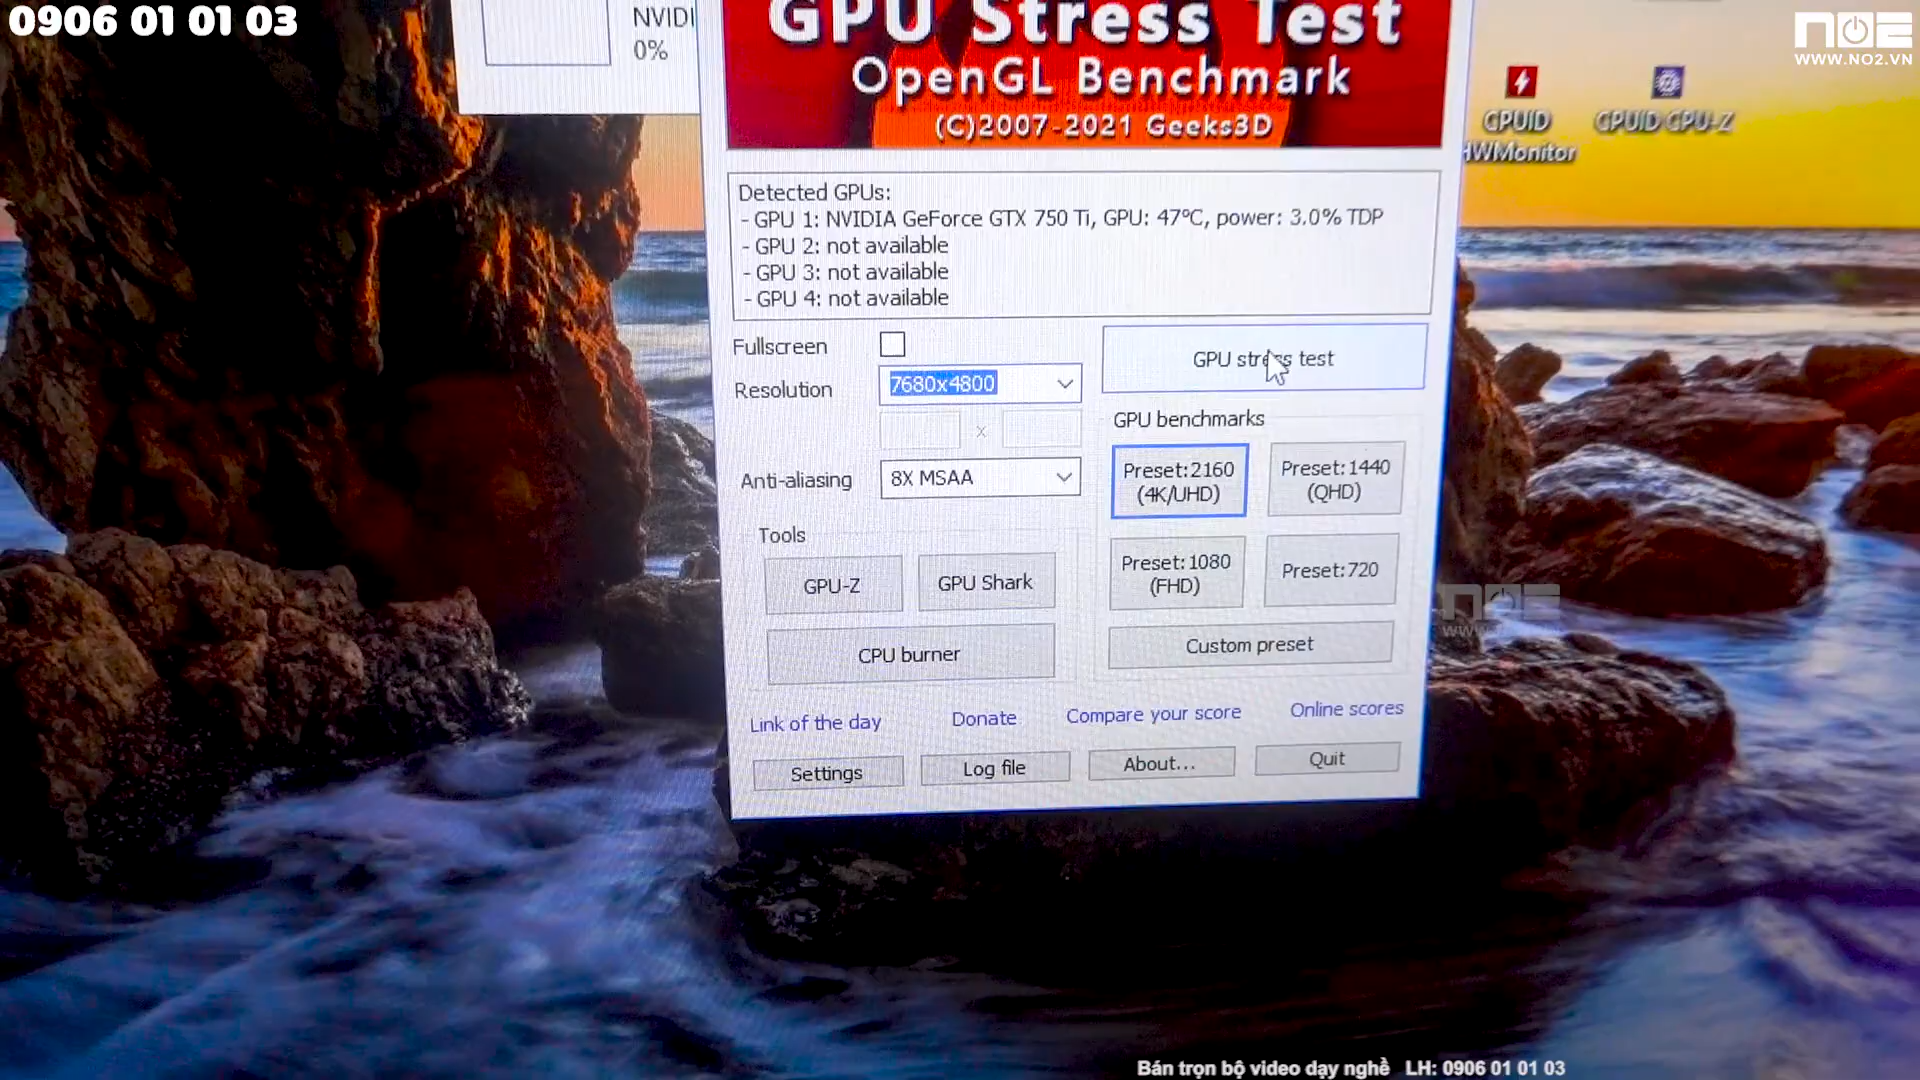 0906 01 01 03
NVIDI
0%
GPU Stress Test
OpenGL Benchmark
(C)2007-2021 Geeks3D
NO2
WWW.NO2.VN
CPUID
HWMonitor
CPUID GPU-Z
Detected GPUs:
- GPU 1: NVIDIA GeForce GTX 750 Ti, GPU: 47°C, power: 3.0% TDP
- GPU 2: not available
- GPU 3: not available
- GPU 4: not available
Fullscreen
Resolution
7680x4800
x
Anti-aliasing
8X MSAA
GPU stress test
GPU benchmarks
Preset:2160
(4K/UHD)
Preset:1440
(QHD)
Preset:1080
(FHD)
Preset:720
Custom preset
Tools
GPU-Z
GPU Shark
CPU burner
Link of the day
Donate
Compare your score
Online scores
Settings
Log file
About...
Quit
Bán trọn bộ video dạy nghề LH: 0906 01 01 03